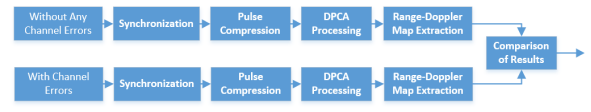 Without Any
Channel Errors
Synchronization
Pulse
Compression
DPCA
Processing
Range-Doppler
Map Extraction
With Channel
Errors
Synchronization
Pulse
Compression
DPCA
Processing
Range-Doppler
Map Extraction
Comparison
of Results